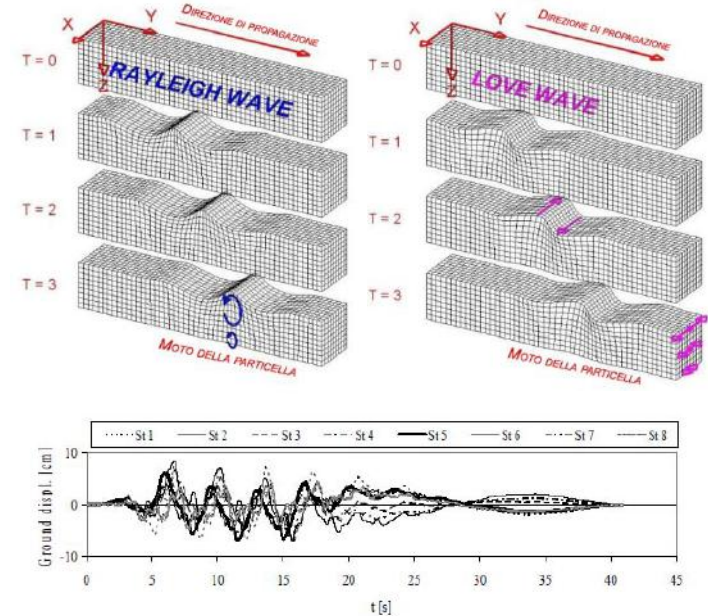 X Y DIREZIONE DI PROPAGAZIONE
T = 0 RAYLEIGH WAVE
Z
T = 1
T = 2
T = 3
MOTO DELLA PARTICELLA
X Y DIREZIONE DI PROPAGAZIONE
T = 0 LOVE WAVE
Z
T = 1
T = 2
T = 3
MOTO DELLA PARTICELLA
St 1 St 2 St 3 St 4 St 5 St 6 St 7 St 8
Ground displ. [cm]
10
0
-10
0 5 10 15 20 25 30 35 40 45
t [s]